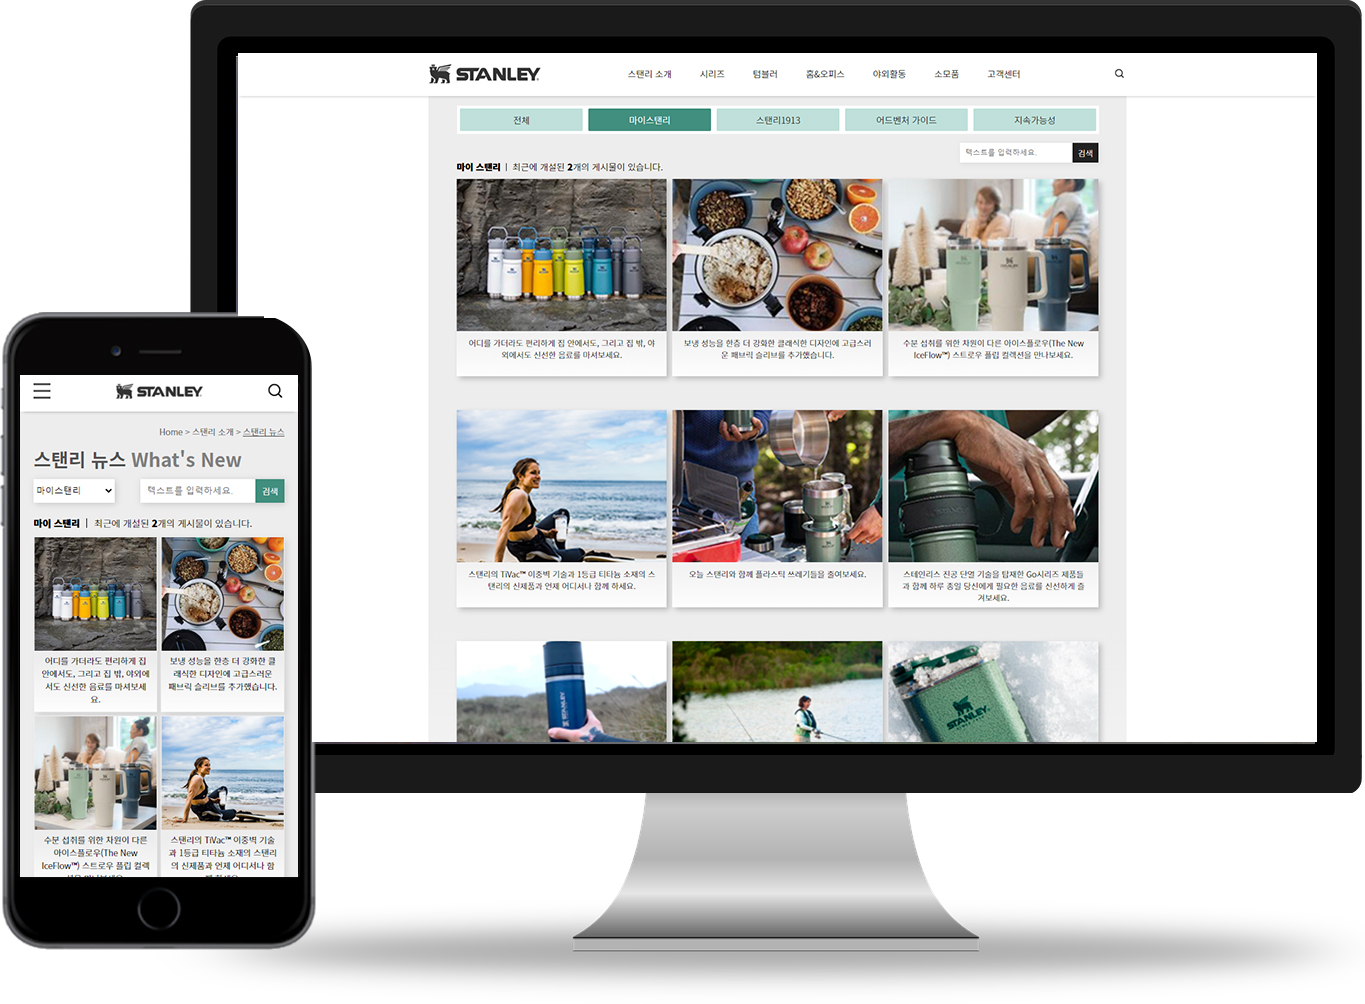 STANLEY
스탠리 소개 시리즈 텀블러 홈&오피스 야외활동 소모품 고객센터
전체 마이스탠리 스탠리1913 어드벤처 가이드 지속가능성
텍스트를 입력하세요. 검색
마이 스탠리 | 최근에 개설된 2개의 게시물이 있습니다.
어디를 가더라도 편리하게 집 안에서도, 그리고 집 밖, 야
외에서도 신선한 음료를 마셔보세요.
보냉 성능을 한층 더 강화한 클래식한 디자인에 고급스러
운 패브릭 슬리브를 추가했습니다.
수분 섭취를 위한 차원이 다른 아이스플로우(The New
IceFlow™) 스트로우 플립 컬렉션을 만나보세요.
스탠리의 TiVac™ 이중벽 기술과 1등급 티타늄 소재의 스
탠리의 신제품과 언제 어디서나 함께 하세요.
오늘 스탠리와 함께 플라스틱 쓰레기들을 줄여보세요.
스테인리스 진공 단열 기술을 탑재한 Go시리즈 제품들
과 함께 하루 종일 당신에게 필요한 음료를 신선하게 즐
겨보세요.
STANLEY
STANLEY
Home > 스탠리 소개 > 스탠리 뉴스
스탠리 뉴스 What's New
마이스탠리 텍스트를 입력하세요. 검색
마이 스탠리 | 최근에 개설된 2개의 게시물이 있습니다.
어디를 가더라도 편리하게 집
안에서도, 그리고 집 밖, 야외에
서도 신선한 음료를 마셔보세
요.
보냉 성능을 한층 더 강화한 클
래식한 디자인에 고급스러운
패브릭 슬리브를 추가했습니다.
수분 섭취를 위한 차원이 다른
아이스플로우(The New
IceFlow™) 스트로우 플립 컬렉
스탠리의 TiVac™ 이중벽 기술
과 1등급 티타늄 소재의 스탠리
의 신제품과 언제 어디서나 함